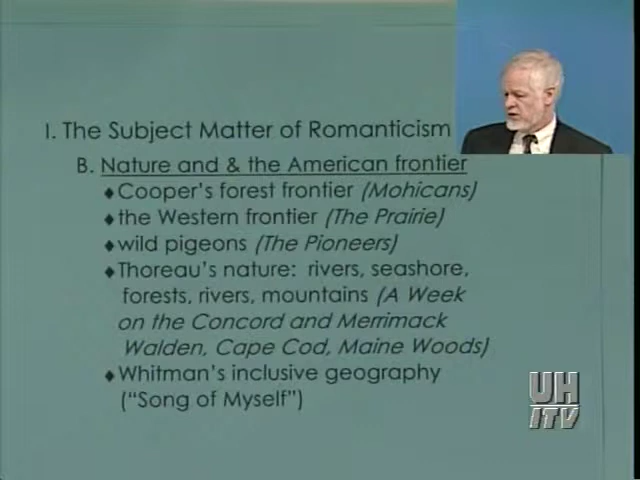 I. The Subject Matter of Romanticism
B. Nature and & the American frontier
♦Cooper's forest frontier (Mohicans)
♦the Western frontier (The Prairie)
♦wild pigeons (The Pioneers)
♦Thoreau's nature: rivers, seashore,
forests, rivers, mountains (A Week
on the Concord and Merrimack
Walden, Cape Cod, Maine Woods)
♦Whitman's inclusive geography
("Song of Myself")
UH
ITV